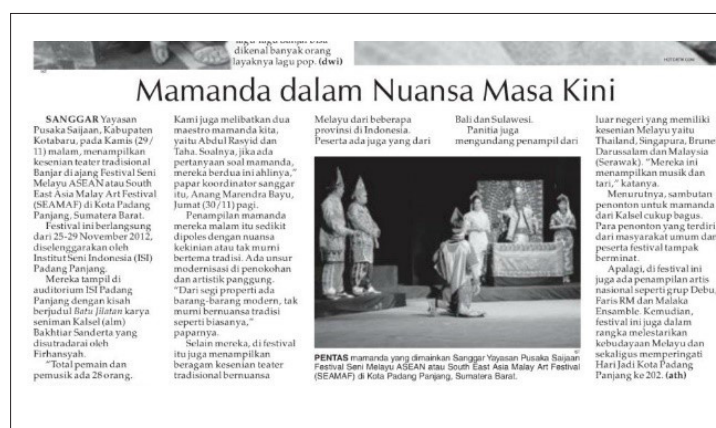 dikenal banyak orang
layaknya lagu pop. (dwi)
Mamanda dalam Nuansa Masa Kini
SANGGAR Yayasan
Pusaka Saijaan, Kabupaten
Kotabaru, pada Kamis (29/
11) malam, menampilkan
kesenian teater tradisional
Banjar di ajang Festival Seni
Melayu ASEAN atau South
East Asia Malay Art Festival
(SEAMAF) di Kota Padang
Panjang, Sumatera Barat.
Festival ini berlangsung
dari 25-29 November 2012,
diselenggarakan oleh
Institut Seni Indonesia (ISI)
Padang Panjang.
Mereka tampil di
auditorium ISI Padang
Panjang dengan kisah
berjudul Batu Jilatan karya
seniman Kalsel (alm)
Bakhtiar Sanderta yang
disutradarai oleh
Firhansyah.
"Total pemain dan
pemusik ada 28 orang.
Kami juga melibatkan dua
maestro mamanda kita,
yaitu Abdul Rasyid dan
Taha. Soalnya, jika ada
pertanyaan soal mamanda,
mereka berdua ini ahlinya,"
papar koordinator sanggar
itu, Anang Marendra Bayu,
Jumat (30/11) pagi.
Penampilan mamanda
mereka malam itu sedikit
dipoles dengan nuansa
kekinian atau tak murni
bertema tradisi. Ada unsur
modernisasi di penokohan
dan artistik panggung.
"Dari segi properti ada
barang-barang modern, tak
murni bernuansa tradisi
seperti biasanya,"
paparnya.
Selain mereka, di festival
itu juga menampilkan
beragam kesenian teater
tradisional bernuansa
Melayu dari beberapa
provinsi di Indonesia.
Peserta ada juga yang dari
Bali dan Sulawesi.
Panitia juga
mengundang penampil dari
PENTAS mamanda yang dimainkan Sanggar Yayasan Pusaka Saijaan
Festival Seni Melayu ASEAN atau South East Asia Malay Art Festival
(SEAMAF) di Kota Padang Panjang, Sumatera Barat.
luar negeri yang memiliki
kesenian Melayu yaitu
Thailand, Singapura, Brune
Darussalam dan Malaysia
(Serawak). "Mereka ini
menampilkan musik dan
tari," katanya.
Menurutnya, sambutan
penonton untuk mamanda
dari Kalsel cukup bagus.
Para penonton yang terdiri
dari masyarakat umum dan
peserta festival tampak
berminat.
Apalagi, di festival ini
juga ada penampilan artis
nasional seperti grup Debu,
Faris RM dan Malaka
Ensamble. Kemudian,
festival ini juga dalam
rangka melestarikan
kebudayaan Melayu dan
sekaligus memperingati
Hari Jadi Kota Padang
Panjang ke 202. (ath)